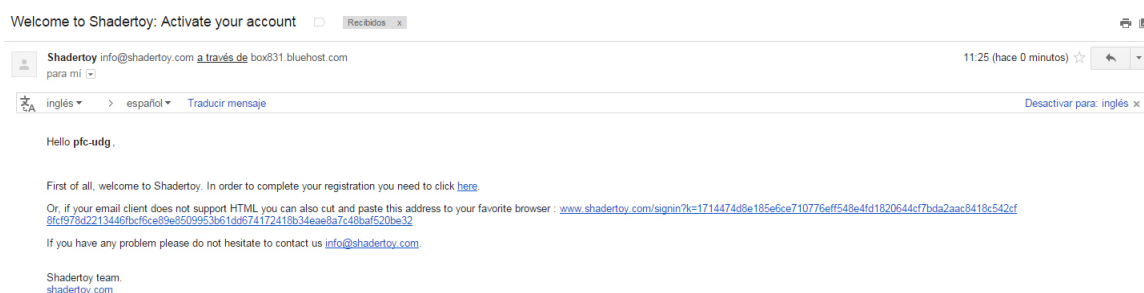 Welcome to Shadertoy: Activate your account
Recibidos x
Shadertoy info@shadertoy.com a través de box831.bluehost.com
11:25 (hace 0 minutos)
para mí
inglés > español Traducir mensaje
Desactivar para: inglés x
Hello pfc-udg,
First of all, welcome to Shadertoy. In order to complete your registration you need to click here.
Or, if your email client does not support HTML you can also cut and paste this address to your favorite browser : www.shadertoy.com/signin?k=1714474d8e185e6ce710776eff548e4fd1820644cf7bda2aac8418c542cf
8fcf978d2213446fbcf6ce89e8509953b61dd674172418b34eae8a7c48baf520be32
If you have any problem please do not hesitate to contact us info@shadertoy.com.
Shadertoy team.
shadertoy.com